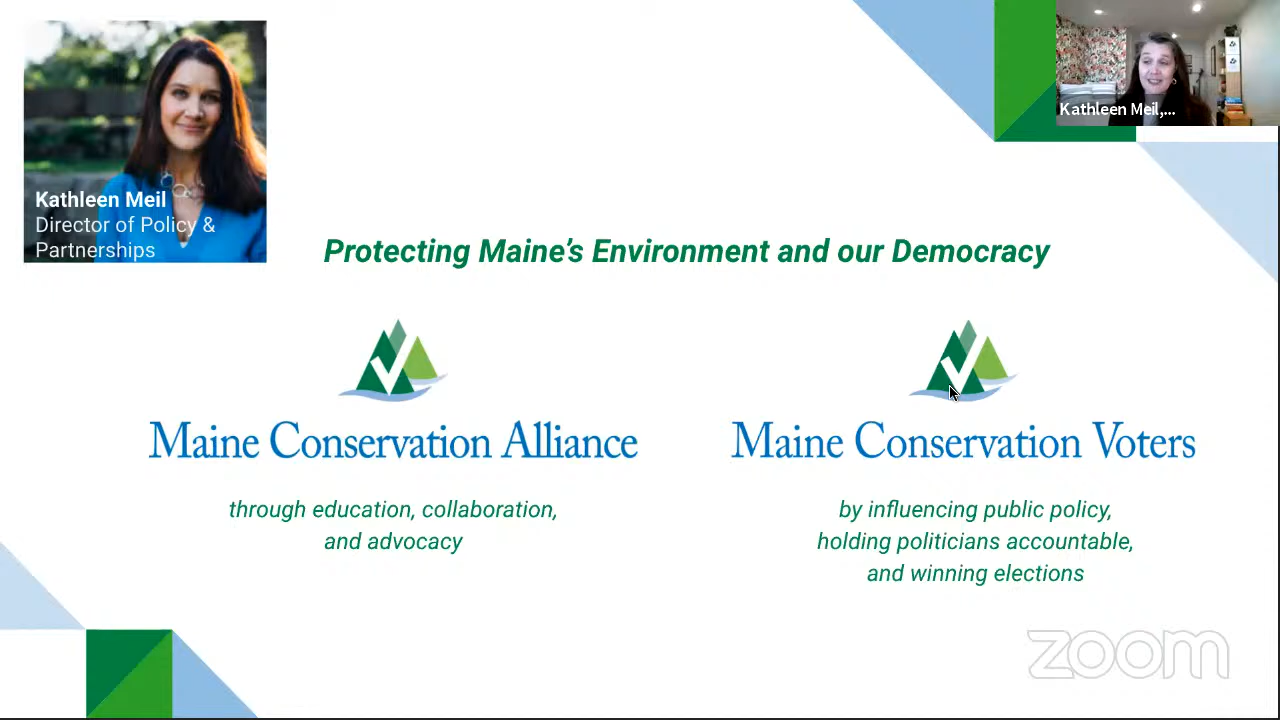 Kathleen Meil
Director of Policy &
Partnerships
Kathleen Meil,...
Protecting Maine's Environment and our Democracy
Maine Conservation Alliance
through education, collaboration,
and advocacy
Maine Conservation Voters
by influencing public policy,
holding politicians accountable,
and winning elections
zoom